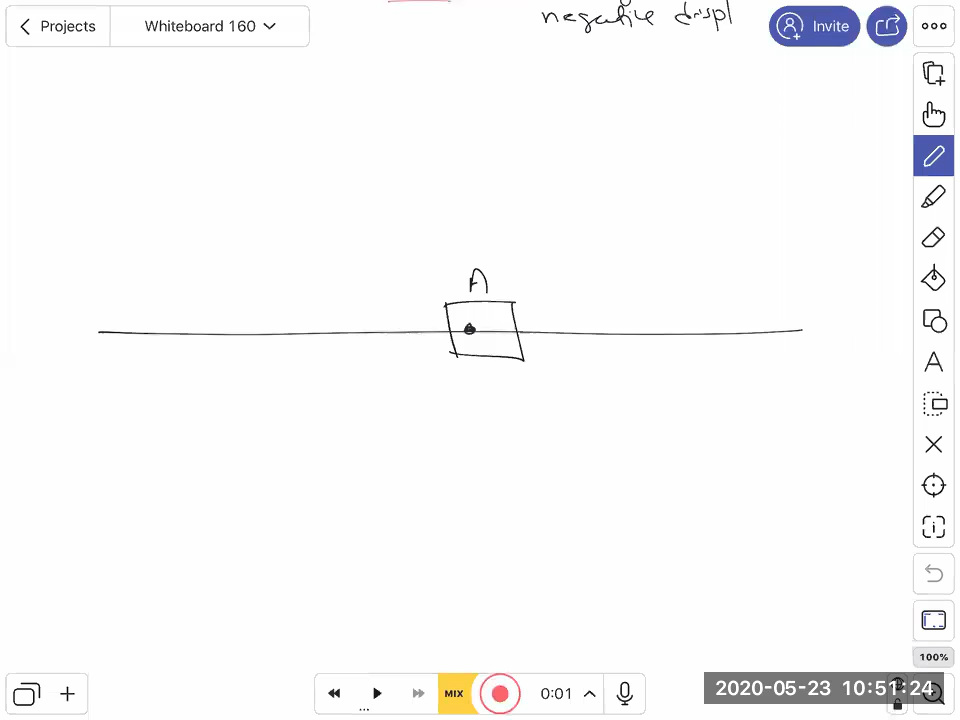 negative displ
Projects
Whiteboard 160
Invite
A
A
100%
MIX
0:01
2020-05-23 10:51:24